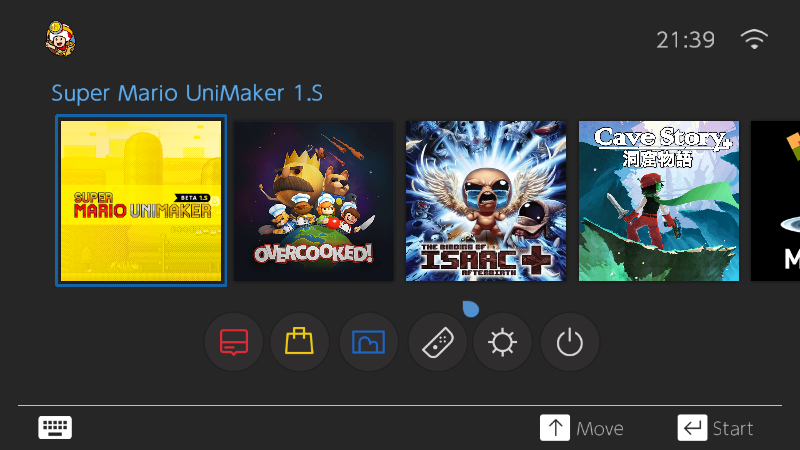 21:39
Super Mario UniMaker 1.S
SUPER
BETA 1.S
MARIO UNIMAKER
OVERCOOKED!
THE BINDING OF
ISAAC +
AFTERBIRTH
Cave Story+
洞窟物語
M
Move
Start